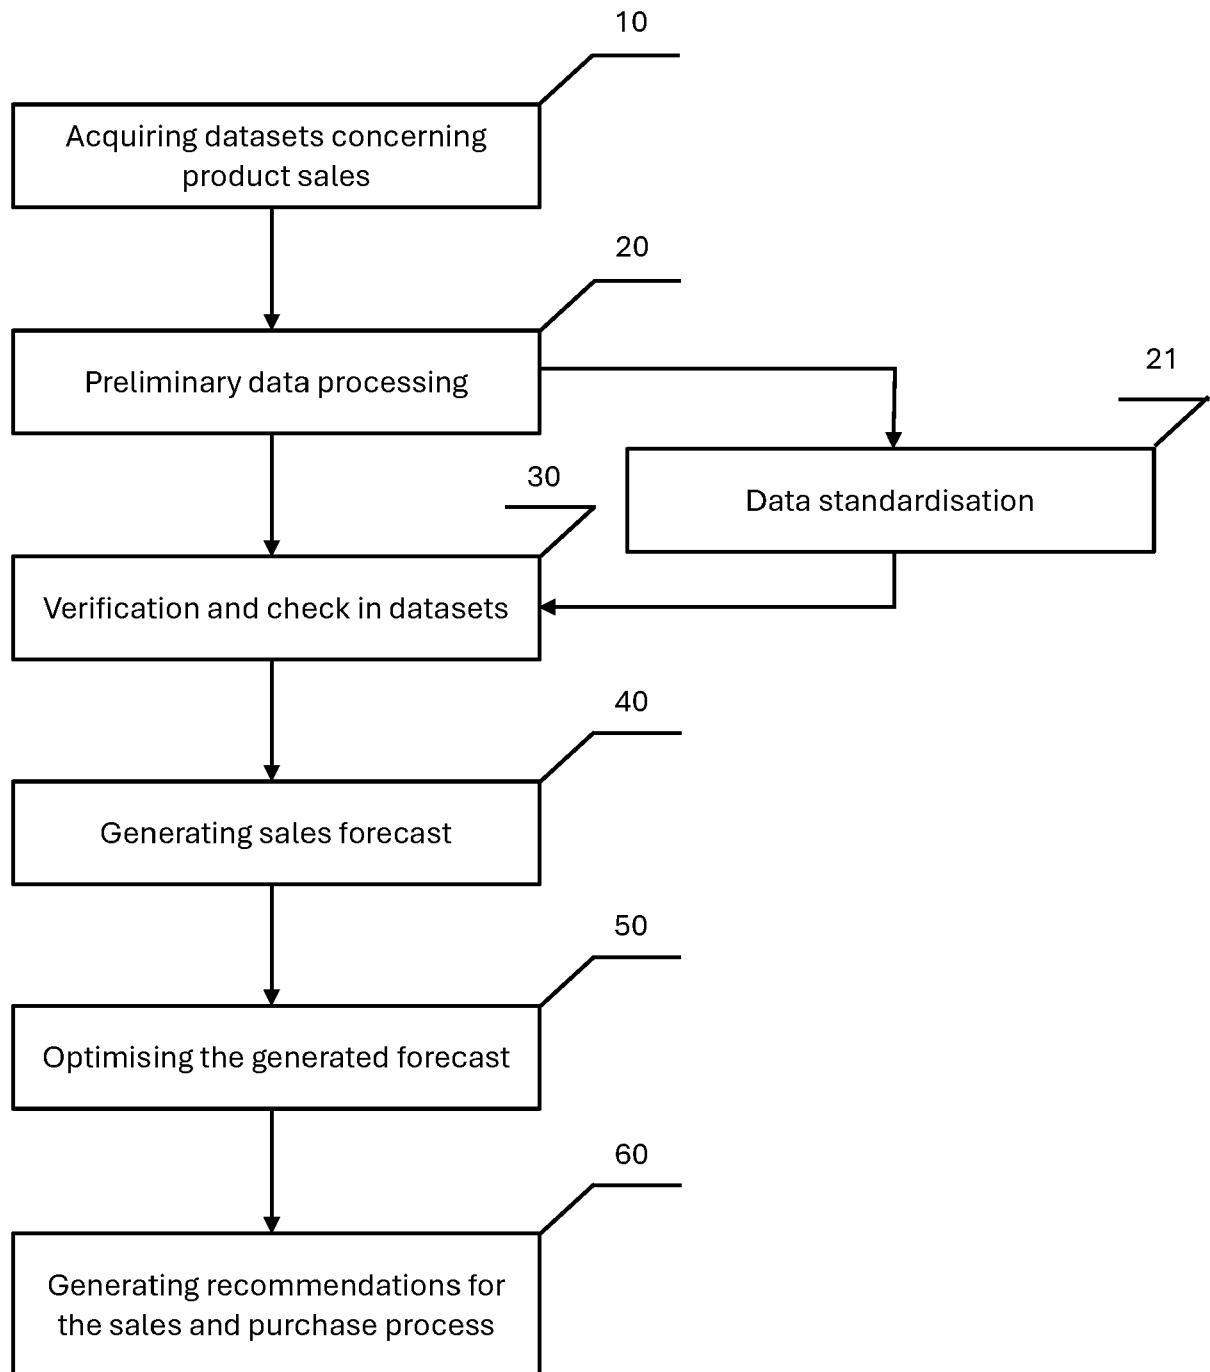 10
Acquiring datasets concerning
product sales
20
Preliminary data processing
21
Data standardisation
30
Verification and check in datasets
40
Generating sales forecast
50
Optimising the generated forecast
60
Generating recommendations for
the sales and purchase process